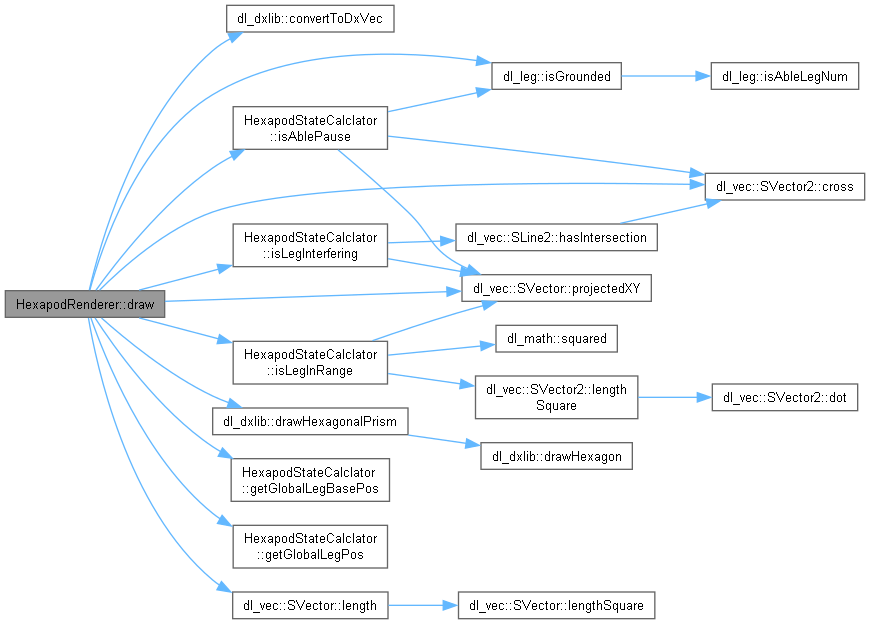 dl_dxlib::convertToDxVec
dl_leg::isGrounded
dl_leg::isAbleLegNum
HexapodStateCalclator
::isAblePause
dl_vec::SVector2::cross
HexapodStateCalclator
::isLegInterfering
dl_vec::SLine2::hasIntersection
dl_vec::SVector::projectedXY
HexapodRenderer::draw
HexapodStateCalclator
::isLegInRange
dl_math::squared
dl_vec::SVector2::length
Square
dl_vec::SVector2::dot
dl_dxlib::drawHexagonalPrism
dl_dxlib::drawHexagon
HexapodStateCalclator
::getGlobalLegBasePos
HexapodStateCalclator
::getGlobalLegPos
dl_vec::SVector::length
dl_vec::SVector::lengthSquare